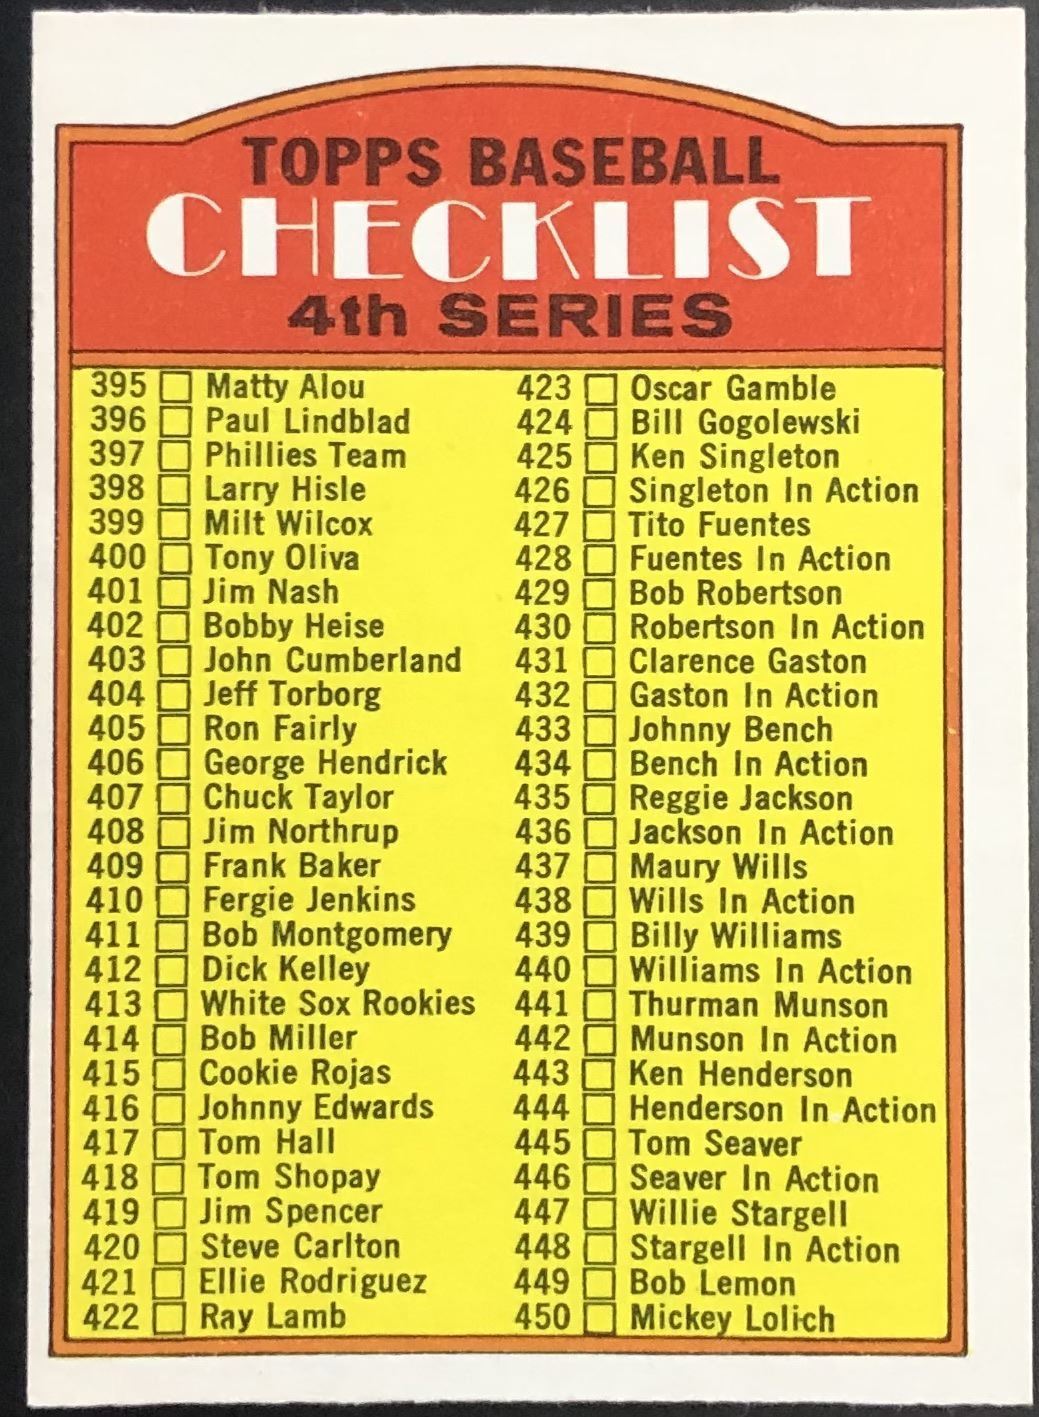 TOPPS BASEBALL
CHECKLIST
4th SERIES
395 Matty Alou
396 Paul Lindblad
397 Phillies Team
398 Larry Hisle
399 Milt Wilcox
400 Tony Oliva
401 Jim Nash
402 Bobby Heise
403 John Cumberland
404 Jeff Torborg
405 Ron Fairly
406 George Hendrick
407 Chuck Taylor
408 Jim Northrup
409 Frank Baker
410 Fergie Jenkins
411 Bob Montgomery
412 Dick Kelley
413 White Sox Rookies
414 Bob Miller
415 Cookie Rojas
416 Johnny Edwards
417 Tom Hall
418 Tom Shopay
419 Jim Spencer
420 Steve Carlton
421 Ellie Rodriguez
422 Ray Lamb
423 Oscar Gamble
424 Bill Gogolewski
425 Ken Singleton
426 Singleton In Action
427 Tito Fuentes
428 Fuentes In Action
429 Bob Robertson
430 Robertson In Action
431 Clarence Gaston
432 Gaston In Action
433 Johnny Bench
434 Bench In Action
435 Reggie Jackson
436 Jackson In Action
437 Maury Wills
438 Wills In Action
439 Billy Williams
440 Williams In Action
441 Thurman Munson
442 Munson In Action
443 Ken Henderson
444 Henderson In Action
445 Tom Seaver
446 Seaver In Action
447 Willie Stargell
448 Stargell In Action
449 Bob Lemon
450 Mickey Lolich